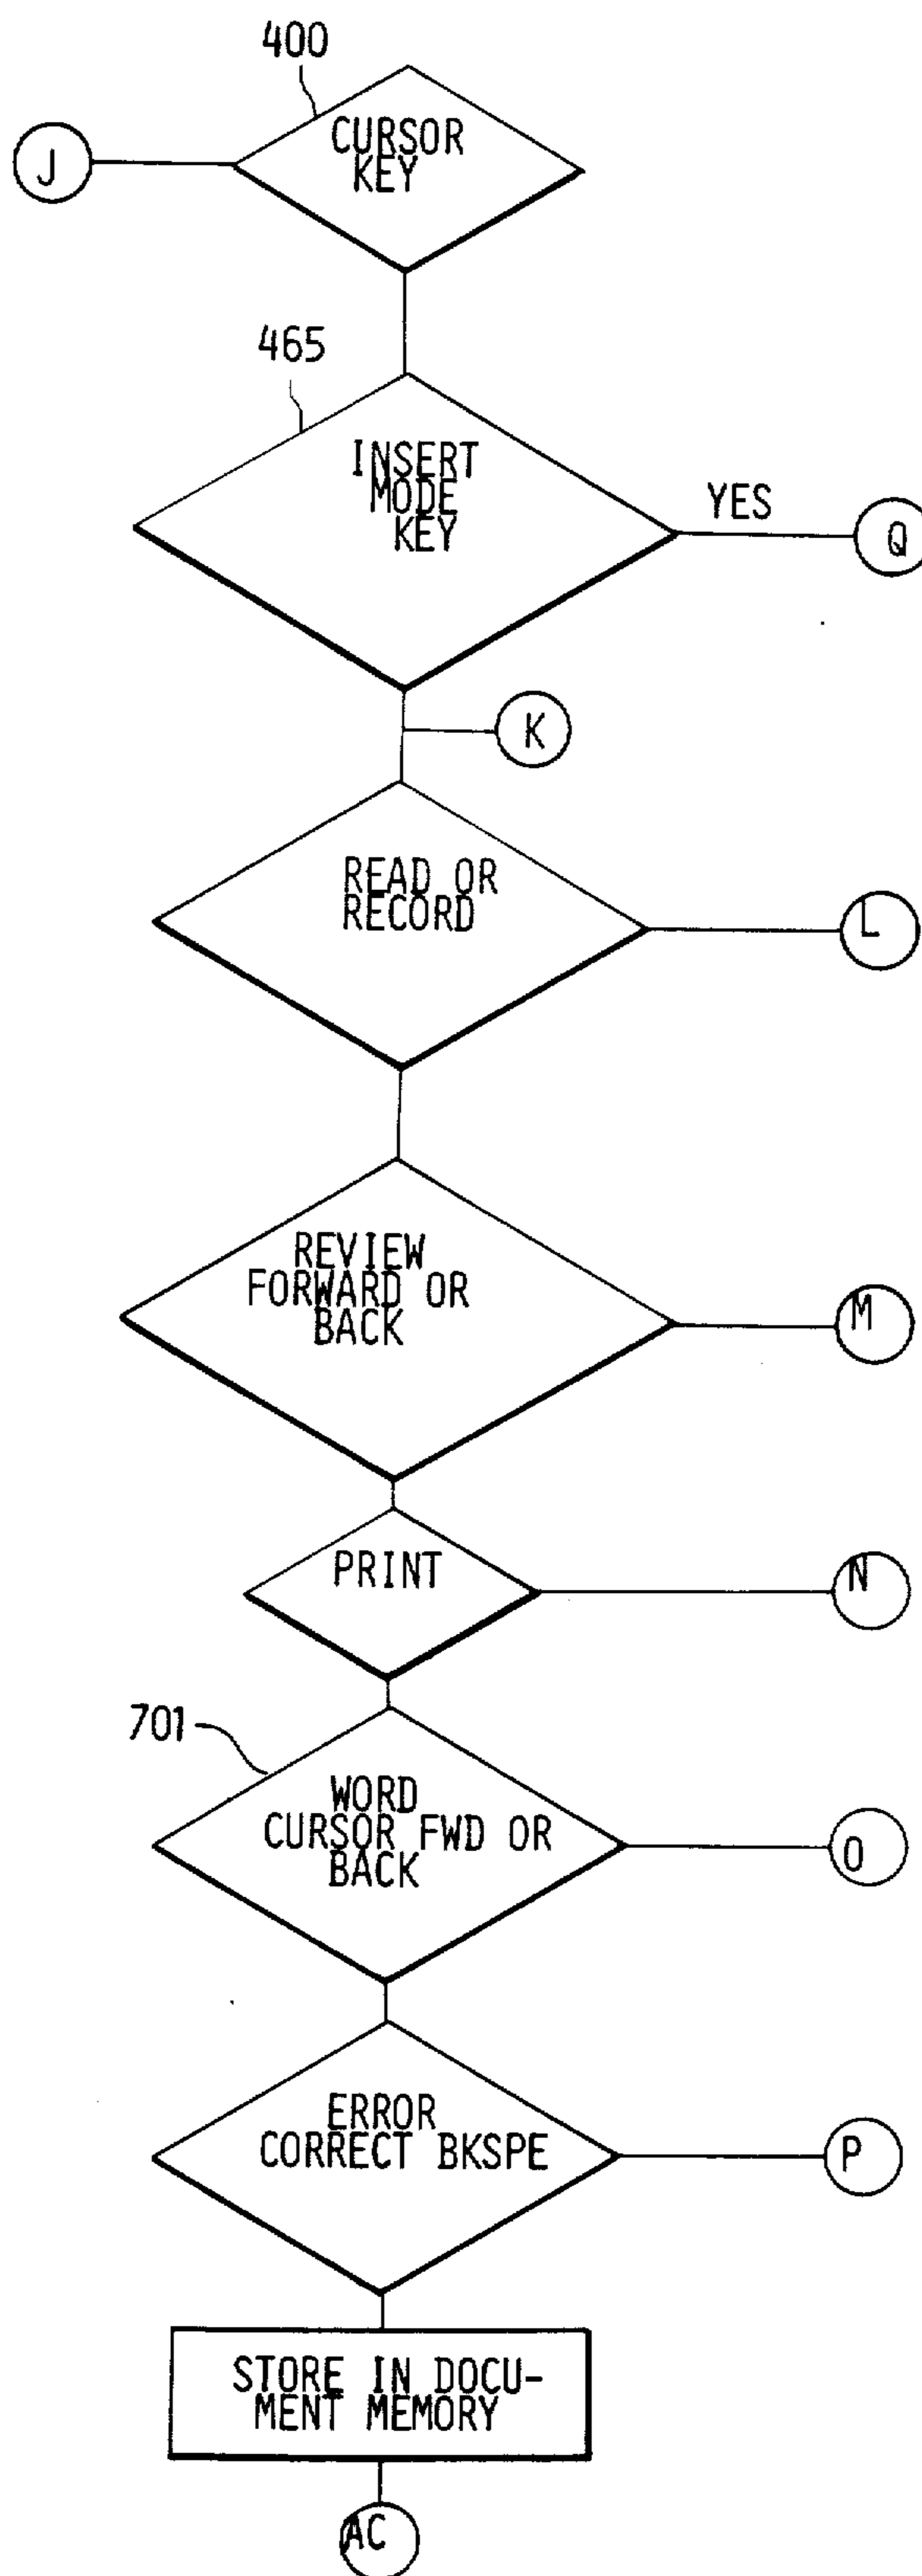 400
J
CURSOR
KEY
465
INSERT
MODE
KEY
YES
Q
K
READ OR
RECORD
L
REVIEW
FORWARD OR
BACK
M
PRINT
N
701
WORD
CURSOR FWD OR
BACK
O
ERROR
CORRECT BKSPE
P
STORE IN DOCU-
MENT MEMORY
AC